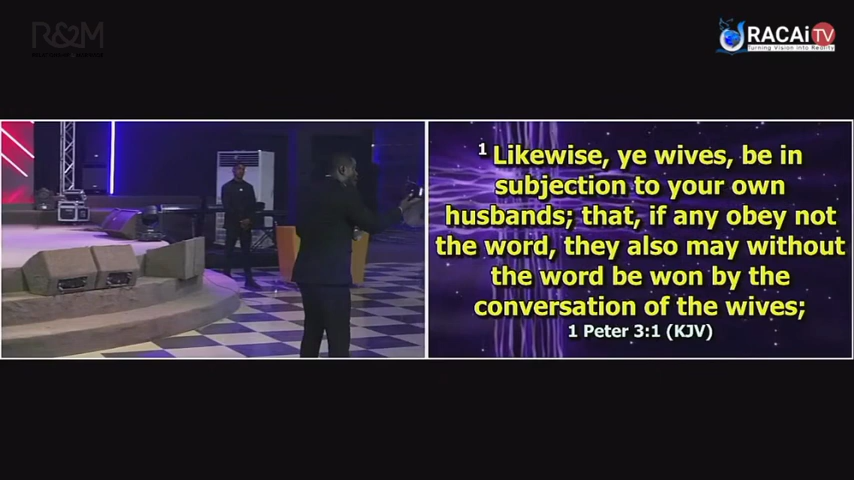 R&M
RACAi TV
Turning Vision into Reality
1 Likewise, ye wives, be in
subjection to your own
husbands; that, if any obey not
the word, they also may without
the word be won by the
conversation of the wives;
1 Peter 3:1 (KJV)